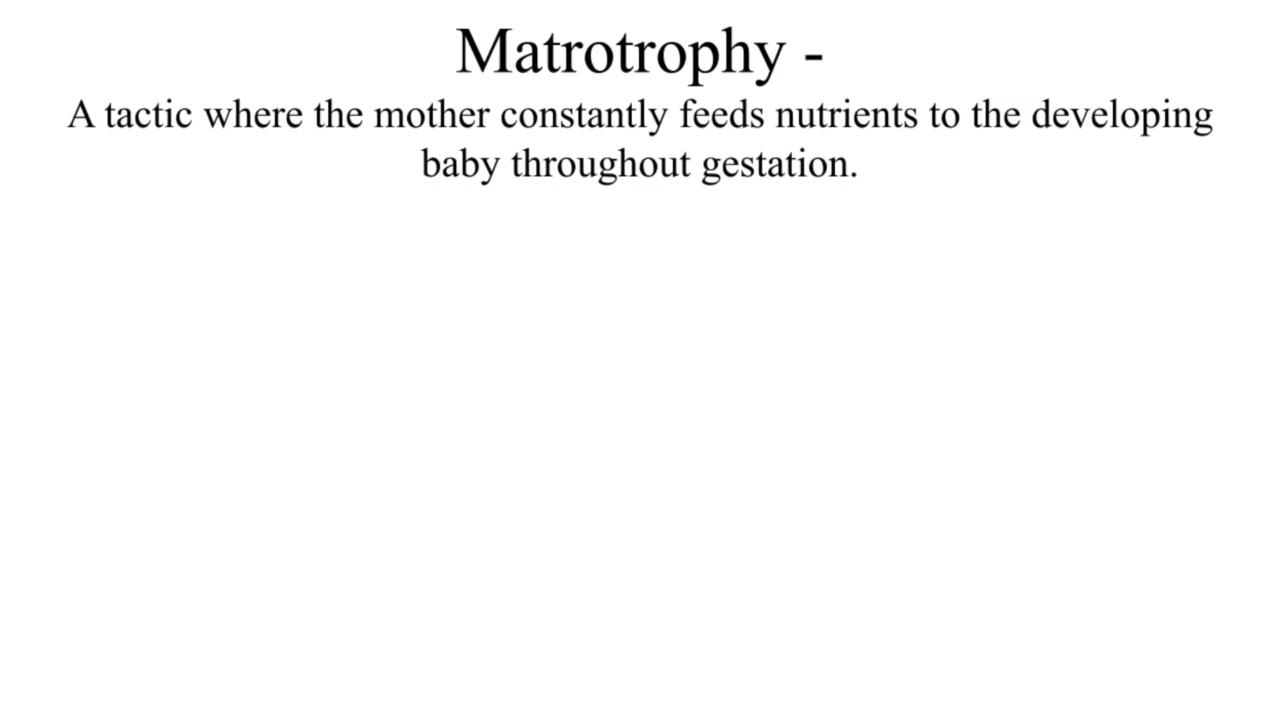 Matrotrophy -
A tactic where the mother constantly feeds nutrients to the developing
baby throughout gestation.